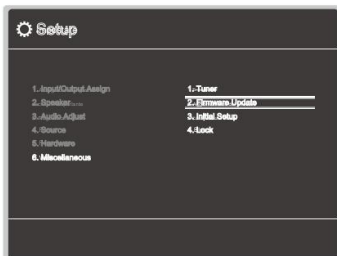 Setup
1. Input/Output Assign
2. Speaker
3. Audio Adjust
4. Source
5. Hardware
6. Miscellaneous
1. Tuner
2. Firmware Update
3. Initial Setup
4. Lock